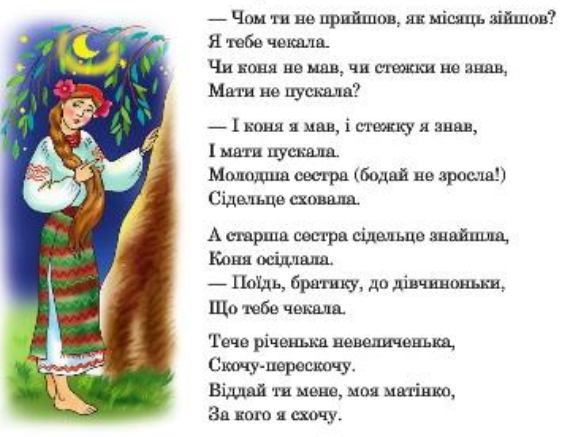 — Чом ти не прийшов, як місяць зійшов?
Я тебе чекала.
Чи коня не мав, чи стежки не знав,
Мати не пускала?
— І коня я мав, і стежку я знав,
І мати пускала.
Молодша сестра (бодай не зросла!)
Сідельце сховала.
А старша сестра сідельце знайшла,
Коня осідлала.
— Поїдь, братику, до дівчиноньки,
Що тебе чекала.
Тече річенька невеличенька,
Скочу-перескочу.
Віддай ти мене, моя матінко,
За кого я схочу.